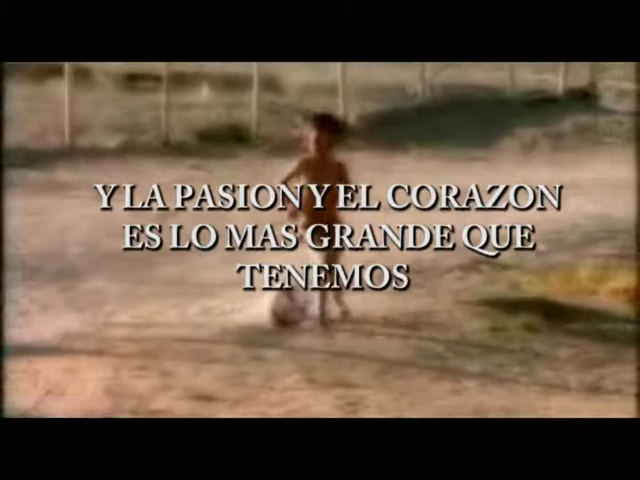 Y LA PASION Y EL CORAZON
ES LO MAS GRANDE QUE
TENEMOS